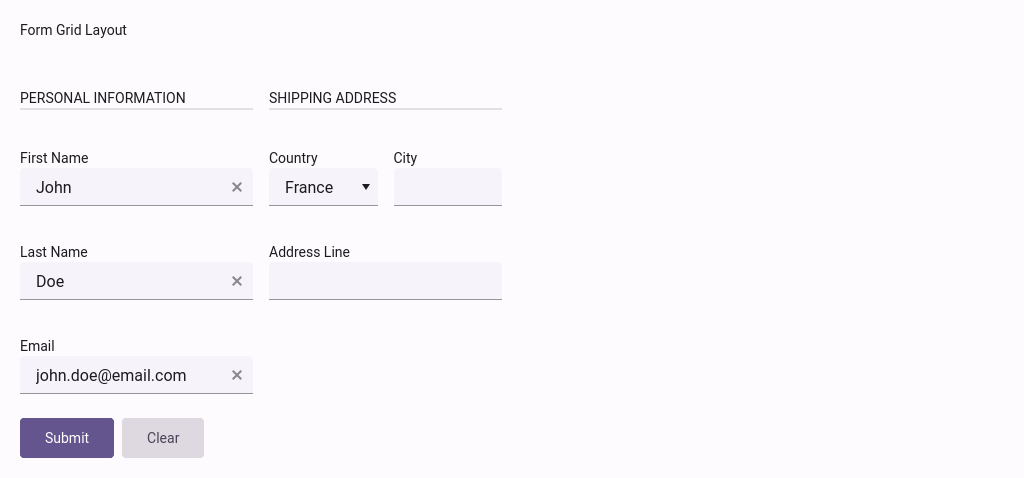 Form Grid Layout
PERSONAL INFORMATION
First Name
John
Last Name
Doe
Email
john.doe@email.com
SHIPPING ADDRESS
Country
France
City
Address Line
Submit
Clear